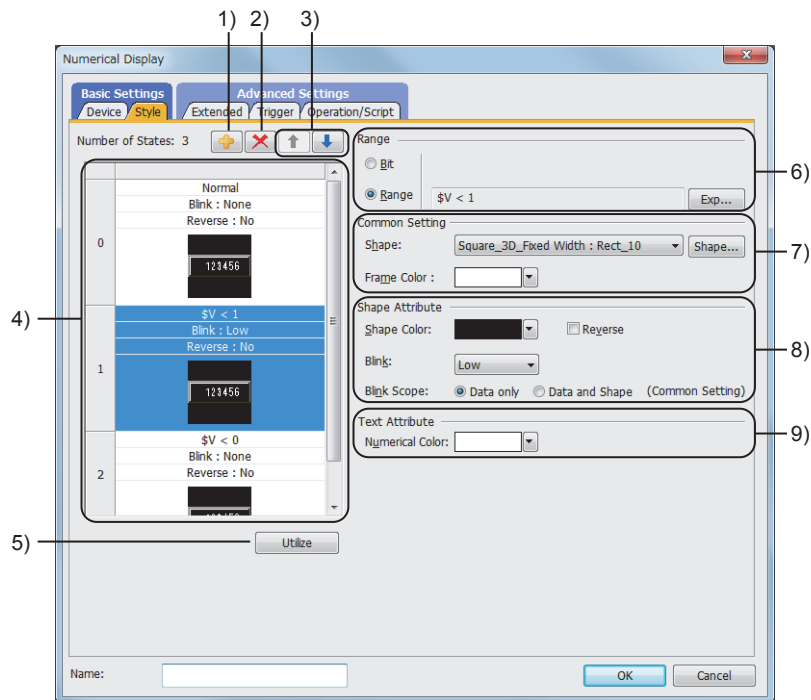 1) 2) 3)
Numerical Display
Basic Settings Advanced Settings
Device Style Extended Trigger Operation/Script
Number of States: 3
4)
Normal
Blink : None
Reverse : No
0
123456
$V < 1
Blink : Low
Reverse : No
1
123456
$V < 0
Blink : None
Reverse : No
2
123456
5)
Utilize
Range
Bit
Range $V < 1 Exp...
6)
Common Setting
Shape: Square_3D_Fixed Width : Rect_10 Shape...
7)
Frame Color :
Shape Attribute
Shape Color: Reverse
Blink: Low
8)
Blink Scope: Data only Data and Shape (Common Setting)
Text Attribute
Numerical Color:
9)
Name:
OK Cancel